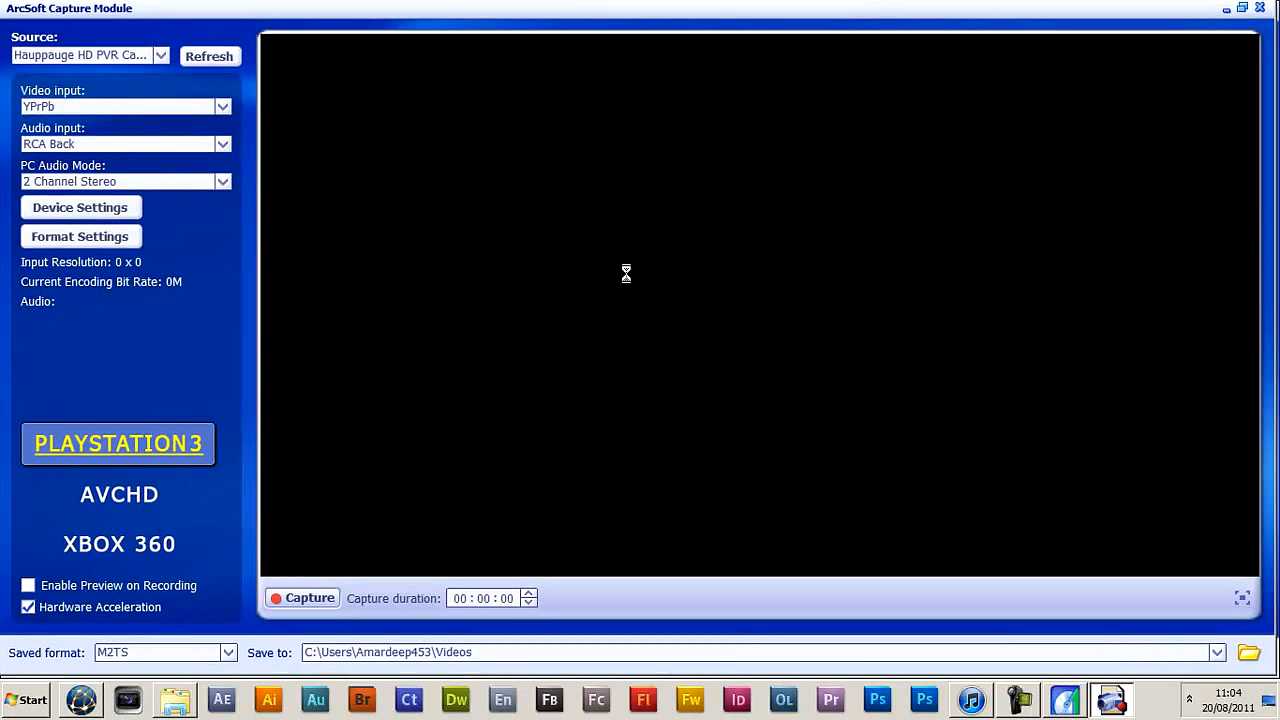 ArcSoft Capture Module
Source:
Hauppauge HD PVR Ca...
Refresh
Video input:
YPrPb
Audio input:
RCA Back
PC Audio Mode:
2 Channel Stereo
Device Settings
Format Settings
Input Resolution: 0 x 0
Current Encoding Bit Rate: 0M
Audio:
PLAYSTATION3
AVCHD
XBOX 360
Enable Preview on Recording
Hardware Acceleration
Capture
Capture duration:
00 : 00 : 00
Saved format:
M2TS
Save to:
C:\Users\Amardeep453\Videos
Start
AE
Ai
Au
Br
Ct
Dw
En
FB
Fc
Fl
Fw
ID
OL
Pr
Ps
Ps
11:04
20/08/2011